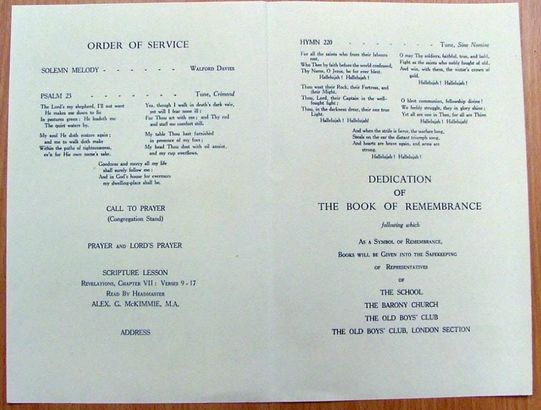 ORDER OF SERVICE
SOLEMN MELODY - - - - - - WALFORD DAVIES
PSALM 23 - - - - - - Tune, Crimond
The Lord's my shepherd, I'll not want
He makes me down to lie
In pastures green: He leadeth me
The quiet waters by.
My soul He doth restore again;
and me to walk doth make
Within the paths of righteousness,
ev'n for His own name's sake.
Yea, though I walk in death's dark vale,
yet will I fear none ill:
For Thou art with me; and Thy rod
and staff me comfort still.
My table Thou hast furnishèd
in presence of my foes;
My head Thou dost with oil anoint,
and my cup overflows.
Goodness and mercy all my life
shall surely follow me:
And in God's house for evermore
my dwelling-place shall be.
CALL TO PRAYER
(Congregation Stand)
PRAYER AND LORD'S PRAYER
SCRIPTURE LESSON
REVELATIONS, CHAPTER VII: VERSES 9 - 17
READ BY HEADMASTER
ALEX. G. McKIMMIE, M.A.
ADDRESS
HYMN 220 - - - - - - - Tune, Sine Nomine
For all the saints who from their labours
rest,
Who Thee by faith before the world confessed,
Thy Name, O Jesus, be for ever blest.
Hallelujah! Hallelujah!
Thou wast their Rock, their Fortress, and
their Might,
Thou, Lord, their Captain in the well-
fought fight;
Thou, in the darkness drear, their one true
Light.
Hallelujah! Hallelujah!
O may Thy soldiers, faithful, true, and bold,
Fight as the saints who nobly fought of old,
And win, with them, the victor's crown of
gold.
Hallelujah! Hallelujah!
O blest communion, fellowship divine!
We feebly struggle, they in glory shine;
Yet all are one in Thee, for all are Thine.
Hallelujah! Hallelujah!
And when the strife is fierce, the warfare long,
Steals on the ear the distant triumph song,
And hearts are brave again, and arms are
strong.
Hallelujah! Hallelujah!
DEDICATION
OF
THE BOOK OF REMEMBRANCE
following which
AS A SYMBOL OF REMEMBRANCE,
BOOKS WILL BE GIVEN INTO THE SAFEKEEPING
OF REPRESENTATIVES
OF
THE SCHOOL
THE BARONY CHURCH
THE OLD BOYS' CLUB
THE OLD BOYS' CLUB, LONDON SECTION